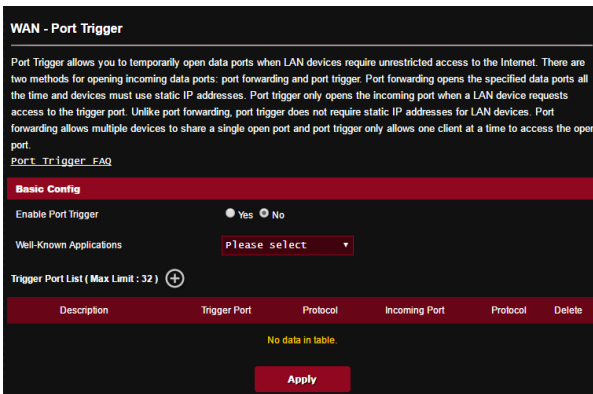 WAN - Port Trigger
Port Trigger allows you to temporarily open data ports when LAN devices require unrestricted access to the Internet. There are
two methods for opening incoming data ports: port forwarding and port trigger. Port forwarding opens the specified data ports all
the time and devices must use static IP addresses. Port trigger only opens the incoming port when a LAN device requests
access to the trigger port. Unlike port forwarding, port trigger does not require static IP addresses for LAN devices. Port
forwarding allows multiple devices to share a single open port and port trigger only allows one client at a time to access the open
port.
Port Trigger FAQ
Basic Config
Enable Port Trigger Yes No
Well-Known Applications Please select
Trigger Port List ( Max Limit : 32 )
Description Trigger Port Protocol Incoming Port Protocol Delete
No data in table.
Apply